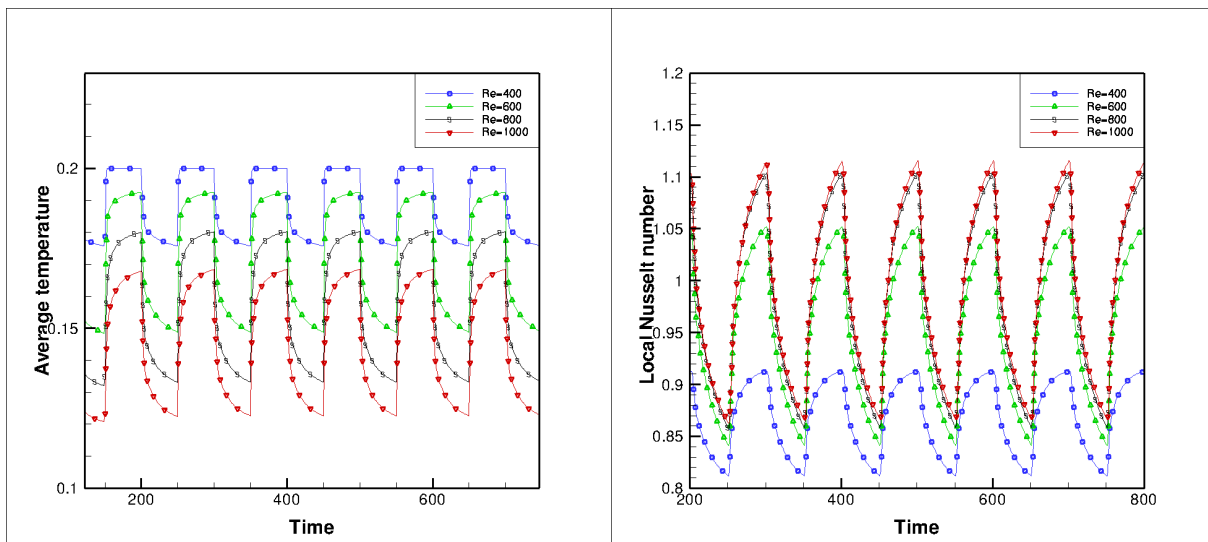 Re=400
Re=600
Re=800
Re=1000
0.2
0.15
0.1
Average temperature
200
400
600
Time
Re=400
Re=600
Re=800
Re=1000
1.2
1.15
1.1
1.05
1
0.95
0.9
0.85
0.8
Local Nusselt number
200
400
600
800
Time